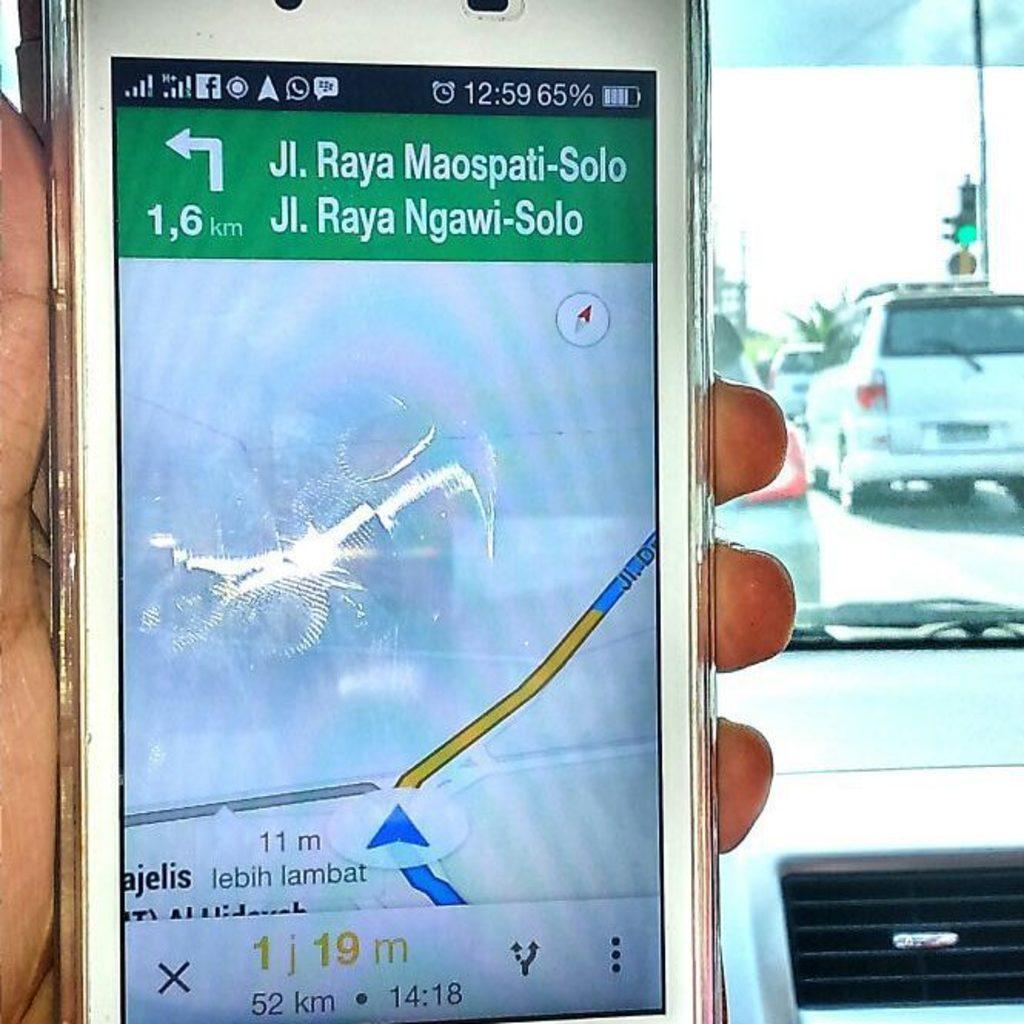 12:59 65%
Jl. Raya Maospati-Solo
1,6 km Jl. Raya Ngawi-Solo
11 m
ajelis lebih lambat
1 j 19 m
52 km • 14:18